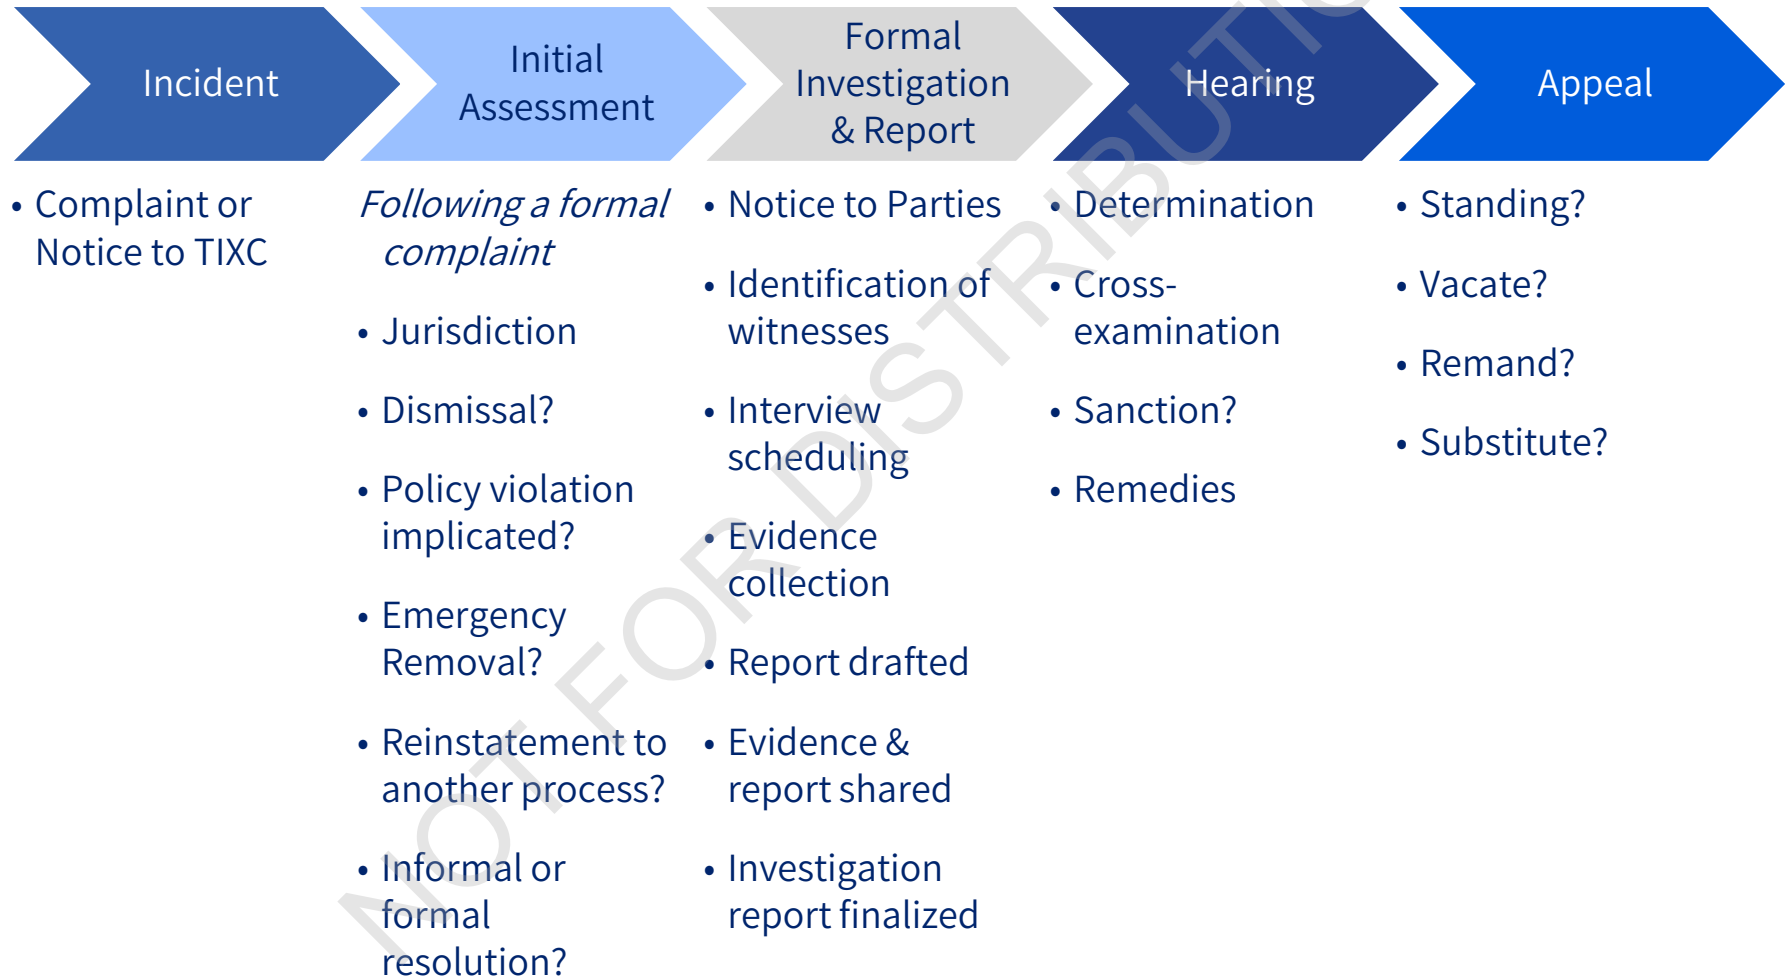 Incident
Initial
Assessment
Formal
Investigation
& Report
Hearing
Appeal
• Complaint or
Notice to TIXC
Following a formal
complaint
• Jurisdiction
• Dismissal?
• Policy violation
implicated?
• Emergency
Removal?
• Reinstatement to
another process?
• Informal or
formal
resolution?
• Notice to Parties
• Identification of
witnesses
• Interview
scheduling
• Evidence
collection
• Report drafted
• Evidence &
report shared
• Investigation
report finalized
• Determination
• Cross-
examination
• Sanction?
• Remedies
• Standing?
• Vacate?
• Remand?
• Substitute?
NOT FOR DISTRIBUTIO